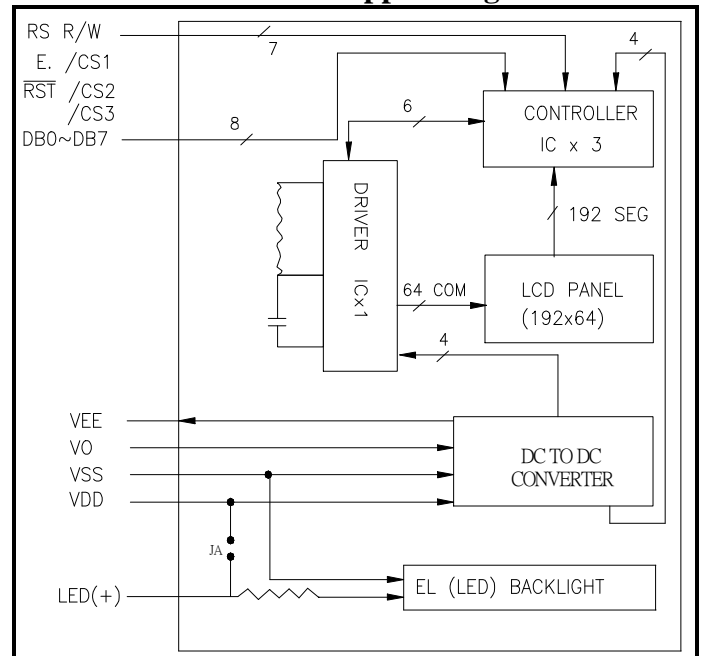 RS R/W
7
4
E. /CS1
RST /CS2
/CS3
DB0~DB7
8
6
CONTROLLER
IC x 3
DRIVER ICx1
192 SEG
64 COM
LCD PANEL
(192x64)
4
VEE
VO
VSS
VDD
DC TO DC
CONVERTER
JA
LED(+)
EL (LED) BACKLIGHT